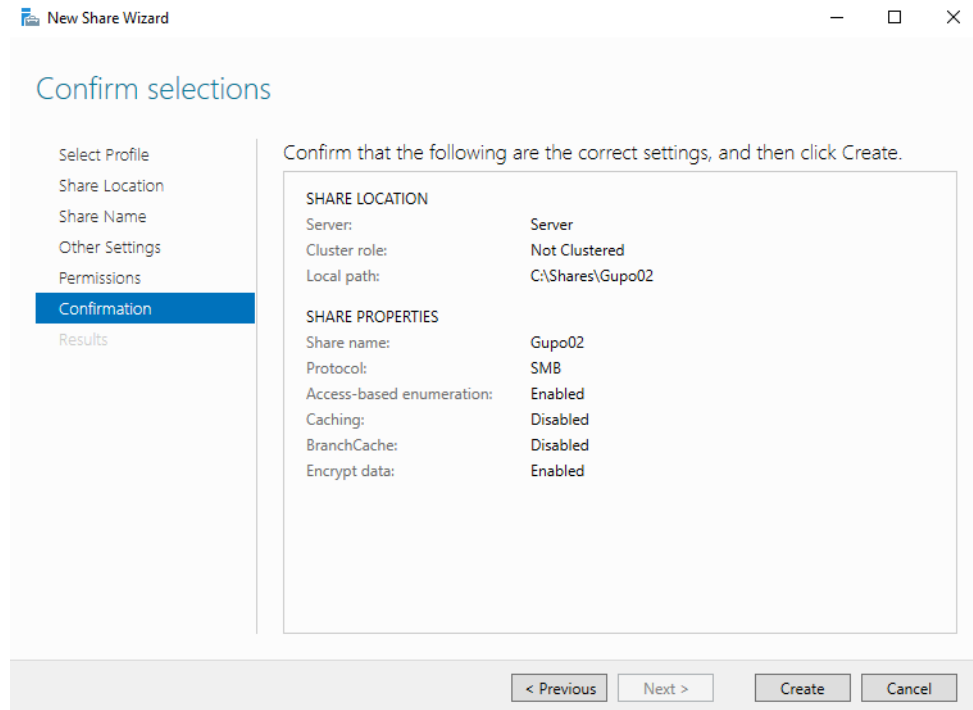 New Share Wizard
Confirm selections
Select Profile
Share Location
Share Name
Other Settings
Permissions
Confirmation
Results
Confirm that the following are the correct settings, and then click Create.
SHARE LOCATION
Server: Server
Cluster role: Not Clustered
Local path: C:\Shares\Gupo02
SHARE PROPERTIES
Share name: Gupo02
Protocol: SMB
Access-based enumeration: Enabled
Caching: Disabled
BranchCache: Disabled
Encrypt data: Enabled
< Previous Next > Create Cancel